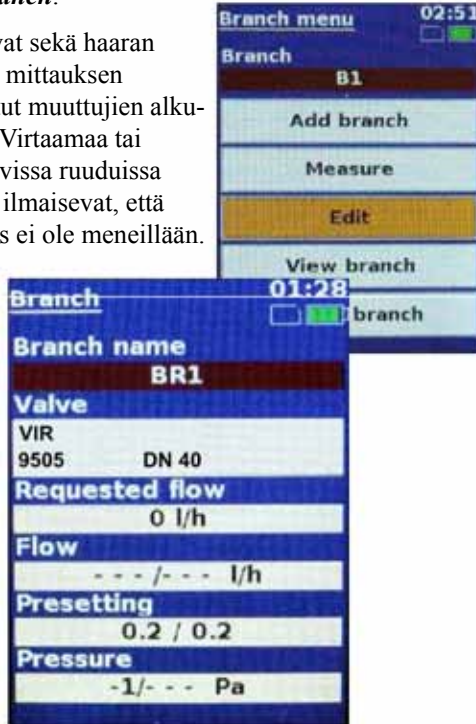 vat sekä haaran
mittauksen
ut muuttujien alku-
Virtaamaa tai
vissa ruuduissa
ilmaisevat, että
s ei ole meneillään.
Branch menu 02:51
Branch
B1
Add branch
Measure
Edit
View branch
branch
Branch 01:28
Branch name
BR1
Valve
VIR
9505 DN 40
Requested flow
0 l/h
Flow
- - - /- - - l/h
Presetting
0.2 / 0.2
Pressure
-1/- - - Pa